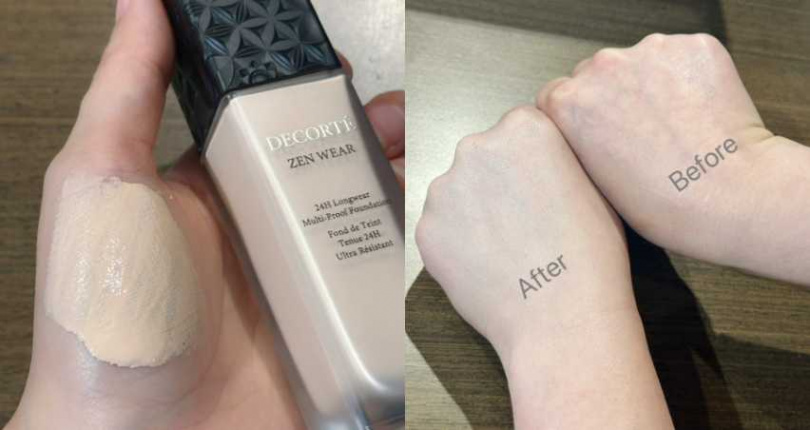 DECORTÉ
ZEN WEAR
24H Longwear
Multi-Proof Foundation
Fond de Teint
Tenue 24H
Ultra Résistant
Before
After